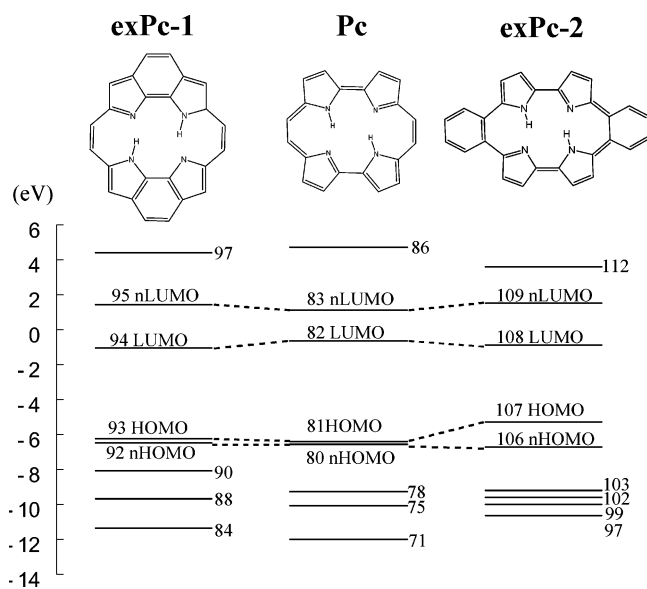 exPc-1 Pc exPc-2
N N N N
H H H H
H H
N N N N N N N N
(eV)
6
4
2
0
-2
-4
-6
-8
-10
-12
-14
97
95 nLUMO
94 LUMO
93 HOMO
92 nHOMO
90
88
84
86
83 nLUMO
82 LUMO
81HOMO
80 nHOMO
78
75
71
112
109 nLUMO
108 LUMO
107 HOMO
106 nHOMO
103
102
99
97